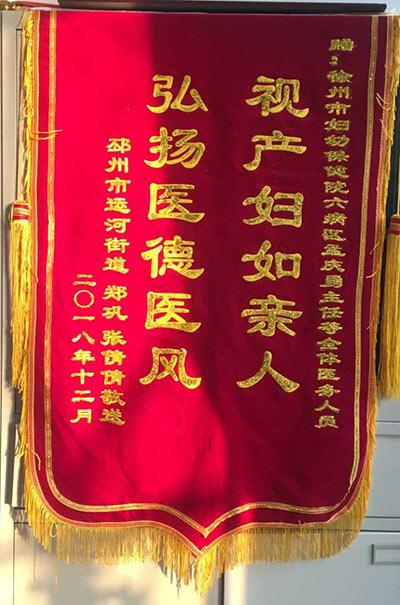 赠:徐州市妇幼保健院六病区孟庆勇主任等全体医务人员
视产妇如亲人
弘扬医德医风
邳州市运河街道 郑巩 张倩倩敬送
二〇一八年十二月